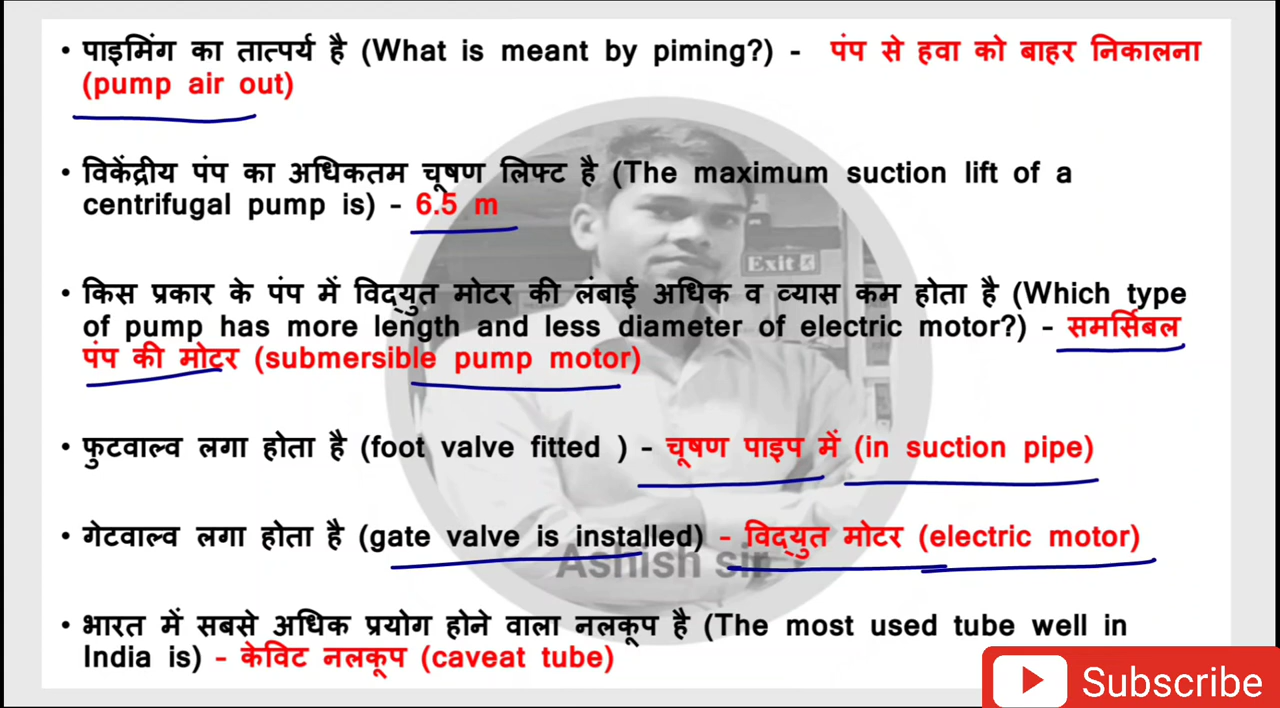 • पाइमिंग का तात्पर्य है (What is meant by piming?) - पंप से हवा को बाहर निकालना
(pump air out)
• विकेंद्रीय पंप का अधिकतम चूषण लिफ्ट है (The maximum suction lift of a
centrifugal pump is) - 6.5 m
Exit
• किस प्रकार के पंप में विद्युत मोटर की लंबाई अधिक व व्यास कम होता है (Which type
of pump has more length and less diameter of electric motor?) - समर्सिबल
पंप की मोटर (submersible pump motor)
• फुटवाल्व लगा होता है (foot valve fitted ) - चूषण पाइप में (in suction pipe)
• गेटवाल्व लगा होता है (gate valve is installed) - विद्युत मोटर (electric motor)
Ashish sir
• भारत में सबसे अधिक प्रयोग होने वाला नलकूप है (The most used tube well in
India is) - केविट नलकूप (caveat tube)
Subscribe